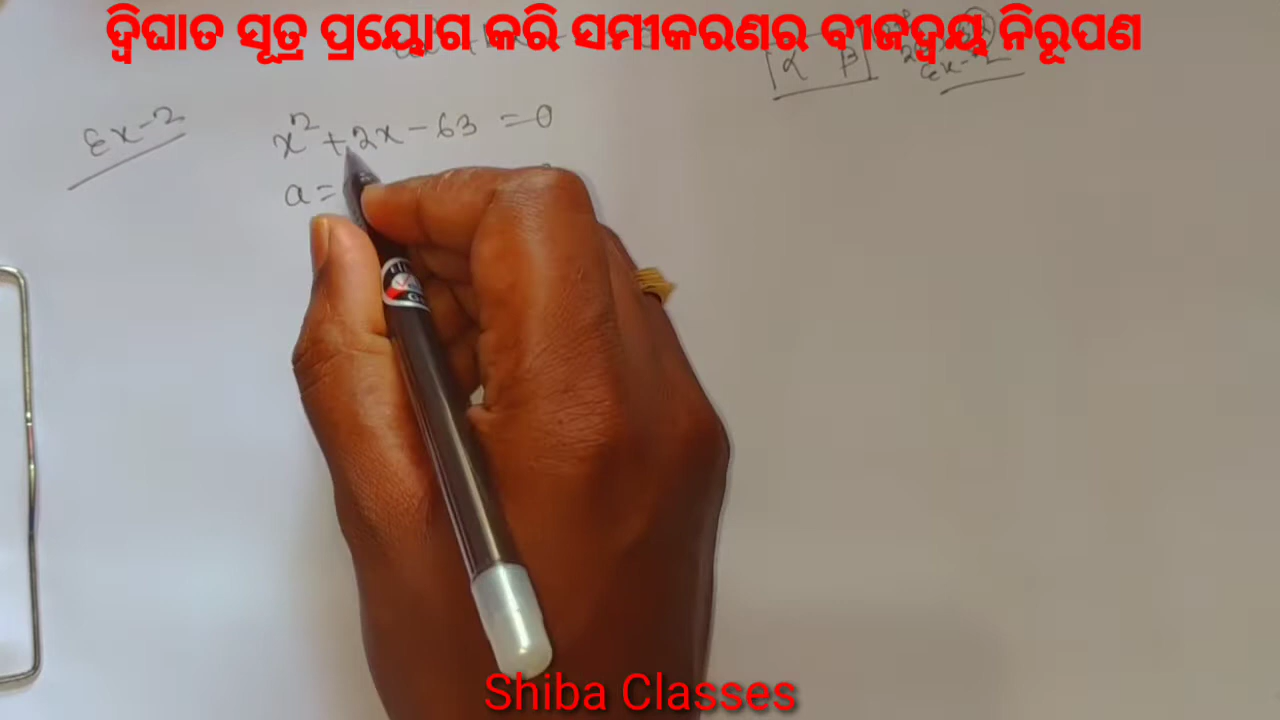 ଦ୍ୱିଘାତ ସୂତ୍ର ପ୍ରୟୋଗ କରି ସମୀକରଣର ବୀଜଦ୍ୱୟ ନିରୂପଣ
α β
Ex-2
Ex-2
x² + 2x - 63 = 0
a =
Shiba Classes